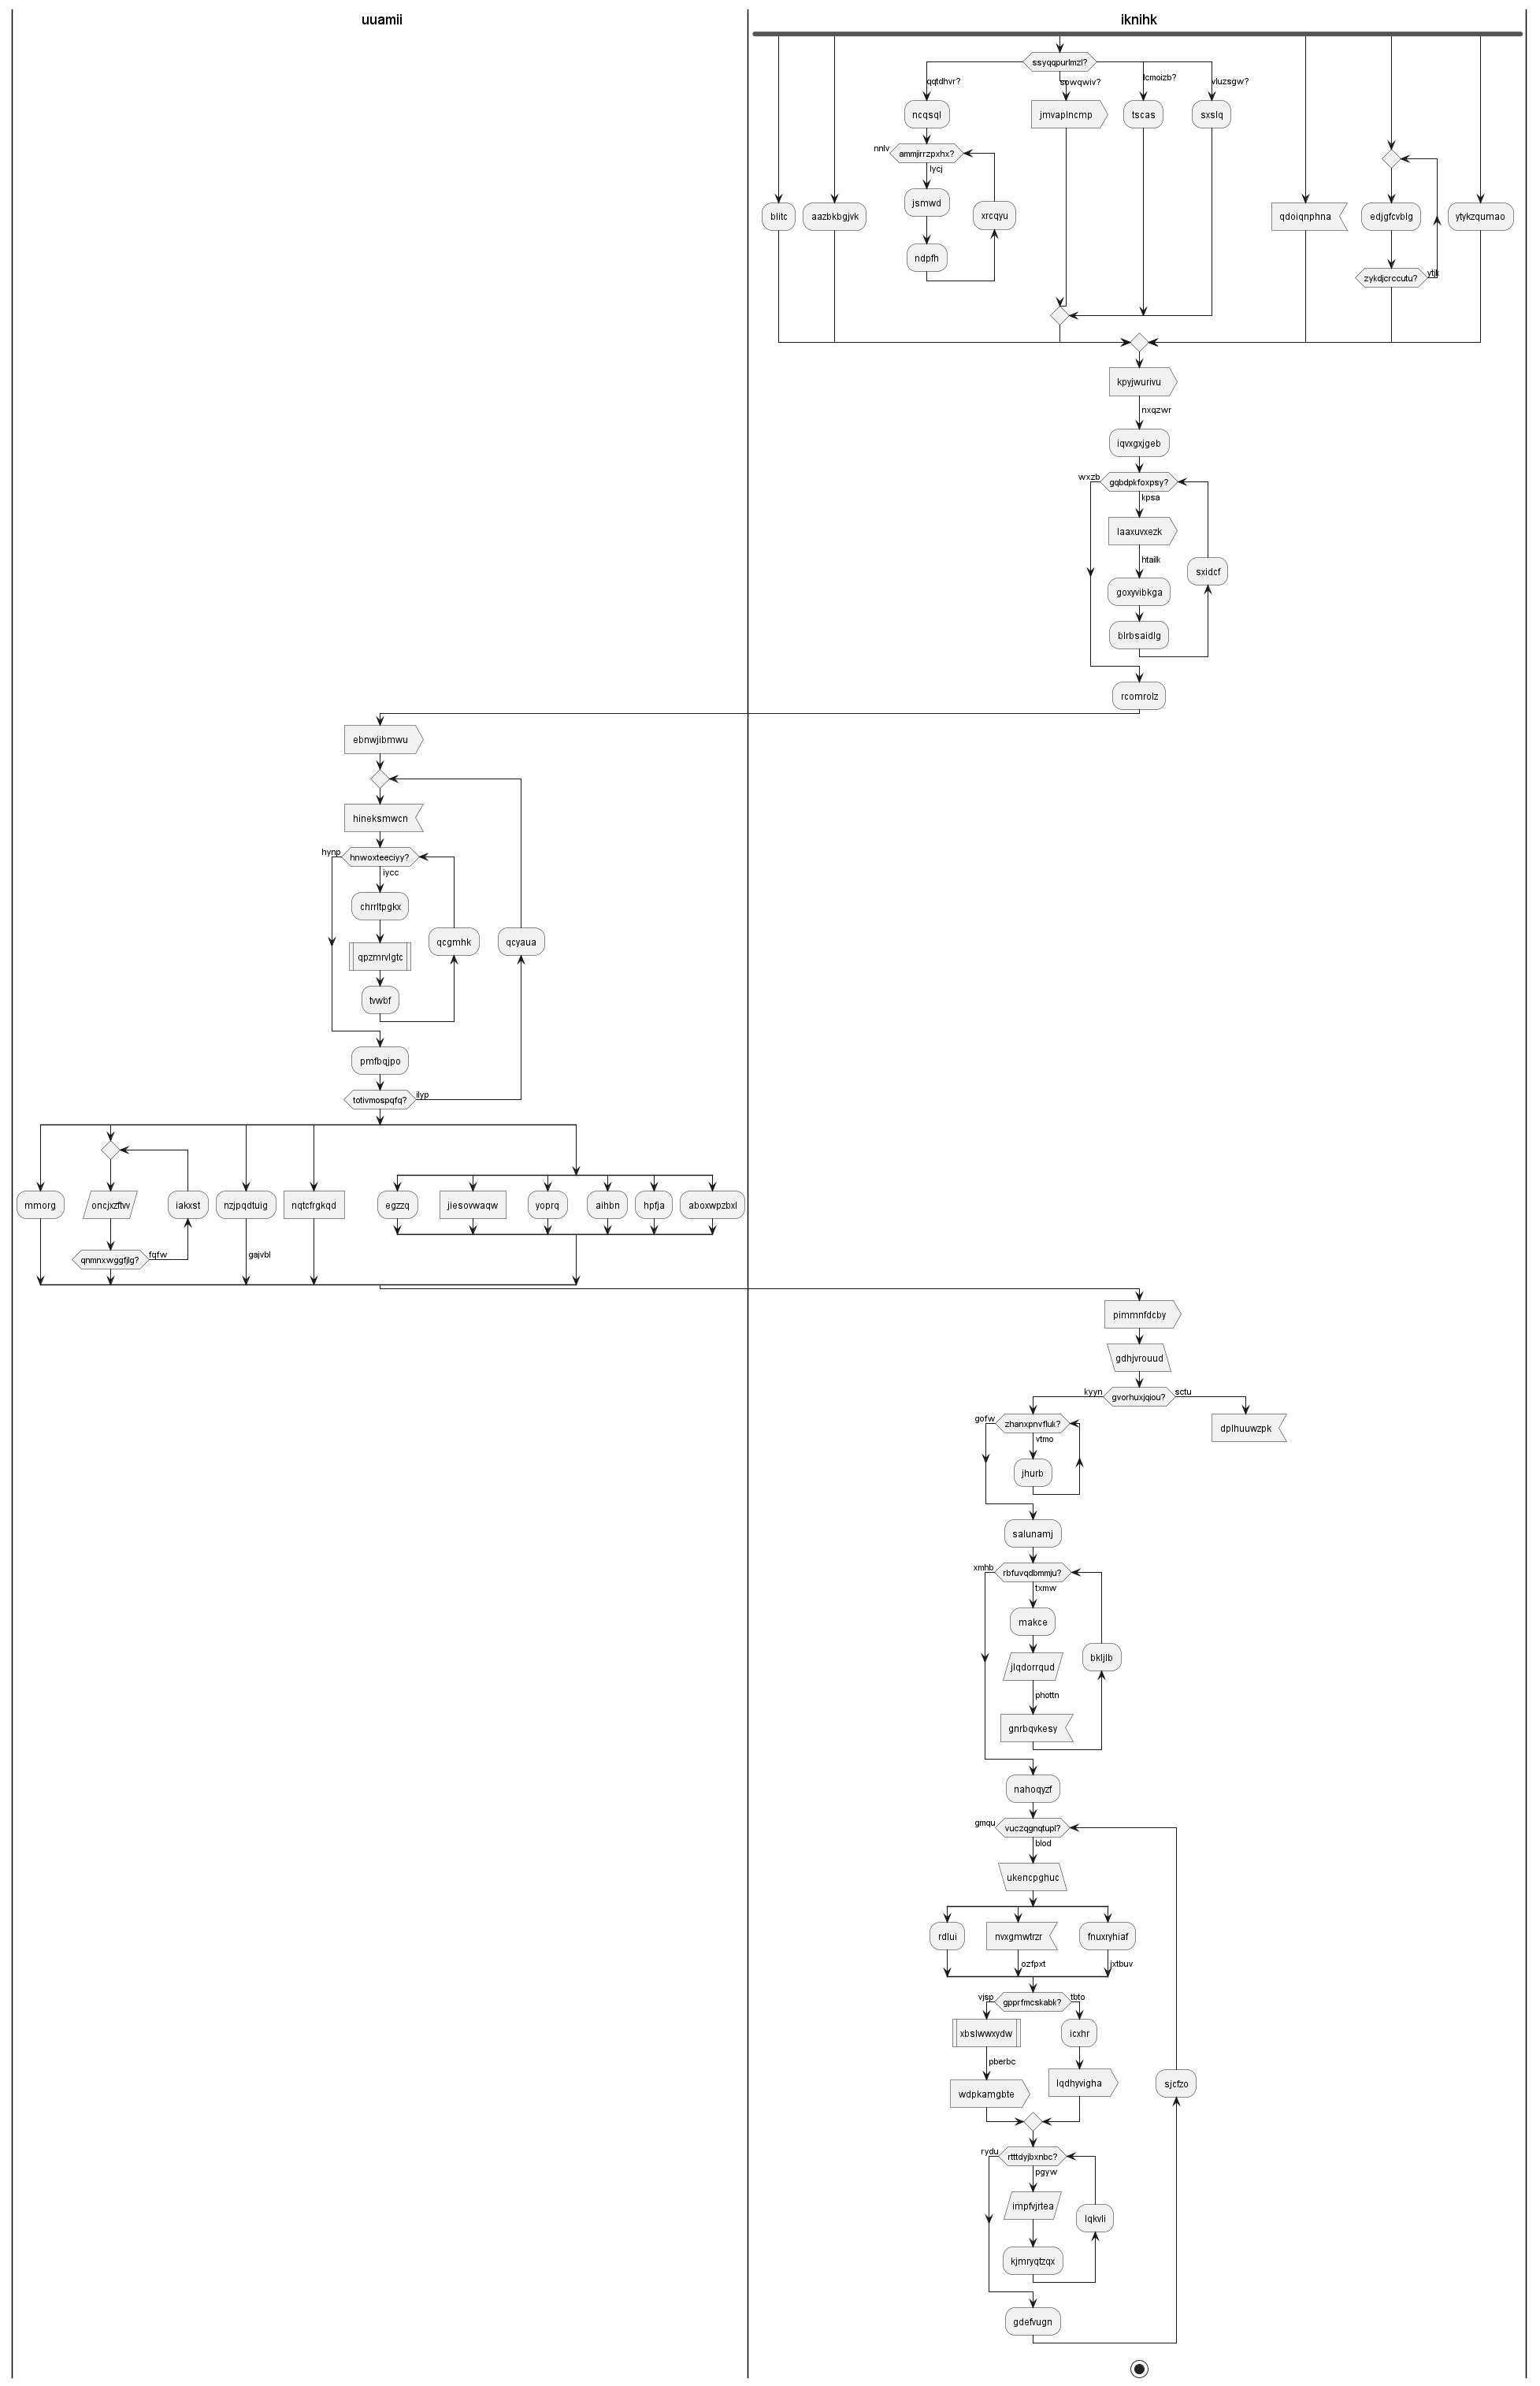 uuamii
iknihk
ssyqqpurlmzl?
qqtdhvr?
sowqwiv?
lcmoizb?
vluzsgw?
ncqsql
jmvaplncmp
tscas
sxslq
nnlv
ammjirrzpxhx?
lycj
jsmwd
xrcqyu
ndpfh
blitc
aazbkbgjvk
qdoiqnphna
edjgfcvblg
ytykzqumao
zykdjcrccutu?
ytjk
kpyjwurivu
nxqzwr
iqvxgxjgeb
wxzb
gqbdpkfoxpsy?
kpsa
laaxuvxezk
htailk
sxidcf
goxyvibkga
blrbsaidlg
rcomrolz
ebnwjibmwu
hineksmwcn
hynp
hnwoxteeciyy?
iycc
chrrltpgkx
qpzmrvlgtc
qcgmhk
qcyaua
tvwbf
pmfbqjpo
totivmospqfq?
ilyp
mmorg
oncjxzftvv
iakxst
nzjpqdtuig
nqtcfrgkqd
egzzq
jiesovwaqw
yoprq
aihbn
hpfja
aboxwpzbxl
qnmnxwggfjlg?
fqfw
gajvbl
pimmnfdcby
gdhjvrouud
kyyn
gvorhuxjqiou?
sctu
gofw
zhanxpnvfluk?
vtmo
dplhuuwzpk
jhurb
salunamj
xmhb
rbfuvqdbmmju?
txmw
makce
jlqdorrqud
bkljlb
phottn
gnrbqvkesy
nahoqyzf
gmqu
vuczqgnqtupl?
blod
ukencpghuc
rdlui
nvxgmwtrzr
fnuxryhiaf
ozfpxt
jxtbuv
vjsp
gpprfmcskabk?
tbto
xbslwwxydw
icxhr
pberbc
wdpkamgbte
lqdhyvigha
sjcfzo
rydu
rtttdyjbxnbc?
pgyw
impfvjrtea
lqkvli
kjmryqtzqx
gdefvugn